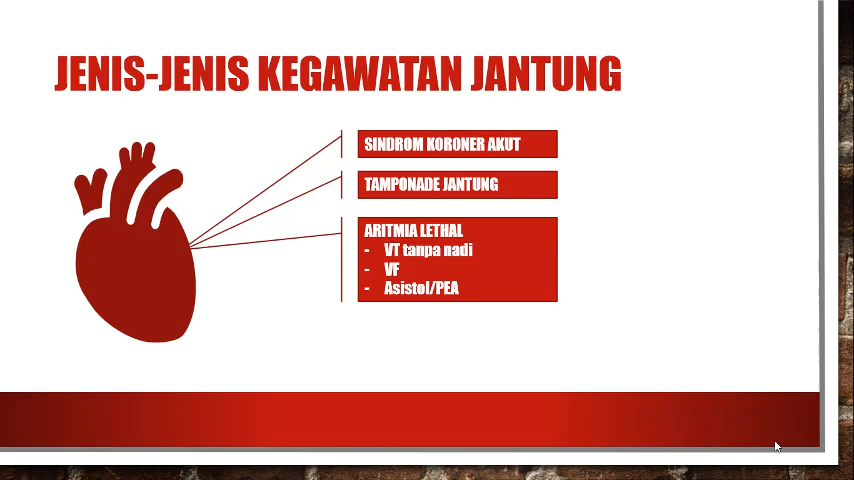 JENIS-JENIS KEGAWATAN JANTUNG
SINDROM KORONER AKUT
TAMPONADE JANTUNG
ARITMIA LETHAL
- VT tanpa nadi
- VF
- Asistol/PEA